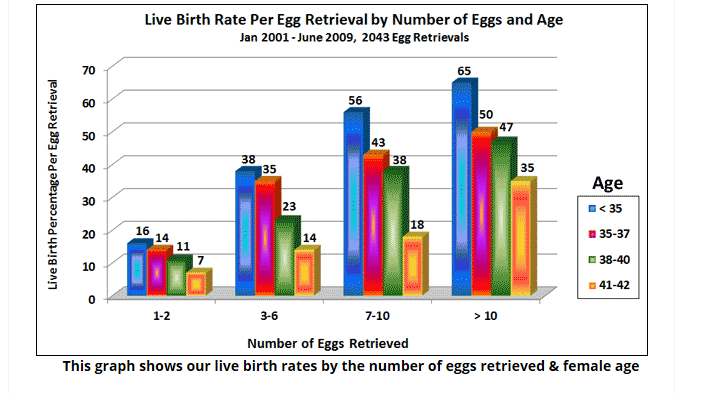 Live Birth Rate Per Egg Retrieval by Number of Eggs and Age
Jan 2001 - June 2009, 2043 Egg Retrievals
Live Birth Percentage Per Egg Retrieval
70
60
50
40
30
20
10
0
16 14 11 7
38 35 23 14
56 43 38 18
65 50 47 35
1-2 3-6 7-10 > 10
Number of Eggs Retrieved
Age
< 35
35-37
38-40
41-42
This graph shows our live birth rates by the number of eggs retrieved & female age